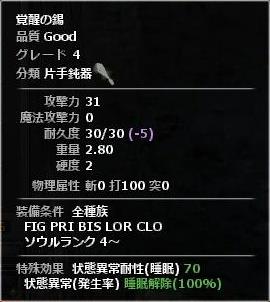 覚醒の錫
品質 Good
グレード 4
分類 片手鈍器
攻撃力 31
魔法攻撃力 0
耐久度 30/30 (-5)
重量 2.80
硬度 2
物理属性 斬0 打100 突0
装備条件 全種族
FIG PRI BIS LOR CLO
ソウルランク 4～
特殊効果 状態異常耐性(睡眠) 70
状態異常(発生率) 睡眠解除(100%)